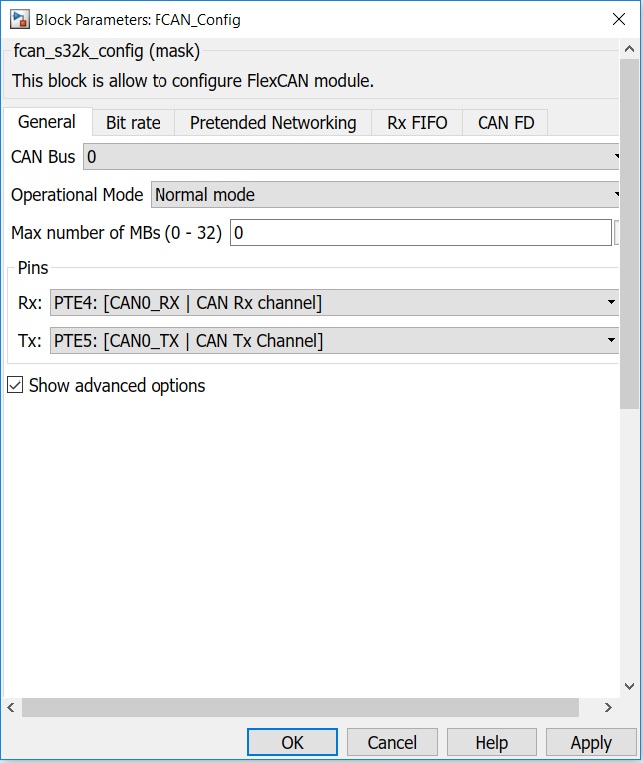 Block Parameters: FCAN_Config
fcan_s32k_config (mask)
This block is allow to configure FlexCAN module.
General Bit rate Pretended Networking Rx FIFO CAN FD
CAN Bus 0
Operational Mode Normal mode
Max number of MBs (0 - 32) 0
Pins
Rx: PTE4: [CAN0_RX | CAN Rx channel]
Tx: PTE5: [CAN0_TX | CAN Tx Channel]
Show advanced options
OK Cancel Help Apply